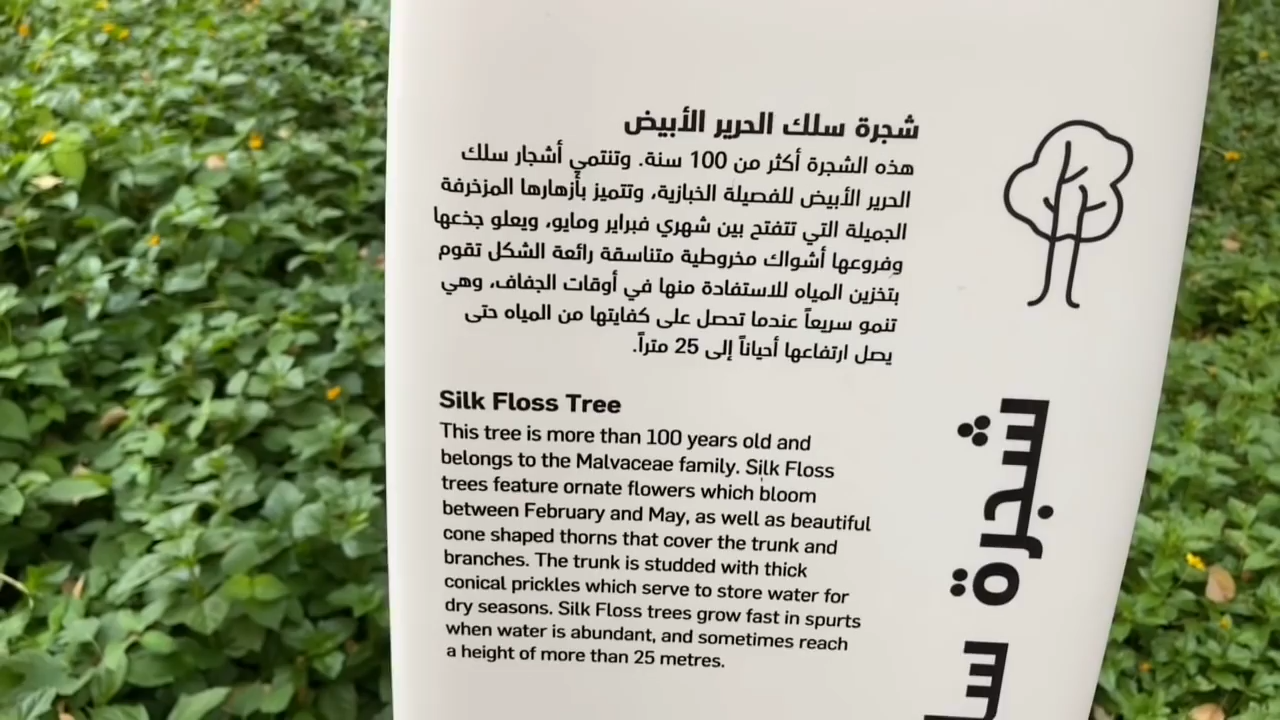 شجرة سلك الحرير الأبيض
هذه الشجرة أكثر من 100 سنة. وتنتمي أشجار سلك
الحرير الأبيض للفصيلة الخبازية، وتتميز بأزهارها المزخرفة
الجميلة التي تتفتح بين شهري فبراير ومايو، ويعلو جذعها
وفروعها أشواك مخروطية متناسقة رائعة الشكل تقوم
بتخزين المياه للاستفادة منها في أوقات الجفاف، وهي
تنمو سريعاً عندما تحصل على كفايتها من المياه حتى
يصل ارتفاعها أحياناً إلى 25 متراً.
Silk Floss Tree
This tree is more than 100 years old and
belongs to the Malvaceae family. Silk Floss
trees feature ornate flowers which bloom
between February and May, as well as beautiful
cone shaped thorns that cover the trunk and
branches. The trunk is studded with thick
conical prickles which serve to store water for
dry seasons. Silk Floss trees grow fast in spurts
when water is abundant, and sometimes reach
a height of more than 25 metres.
شجرة